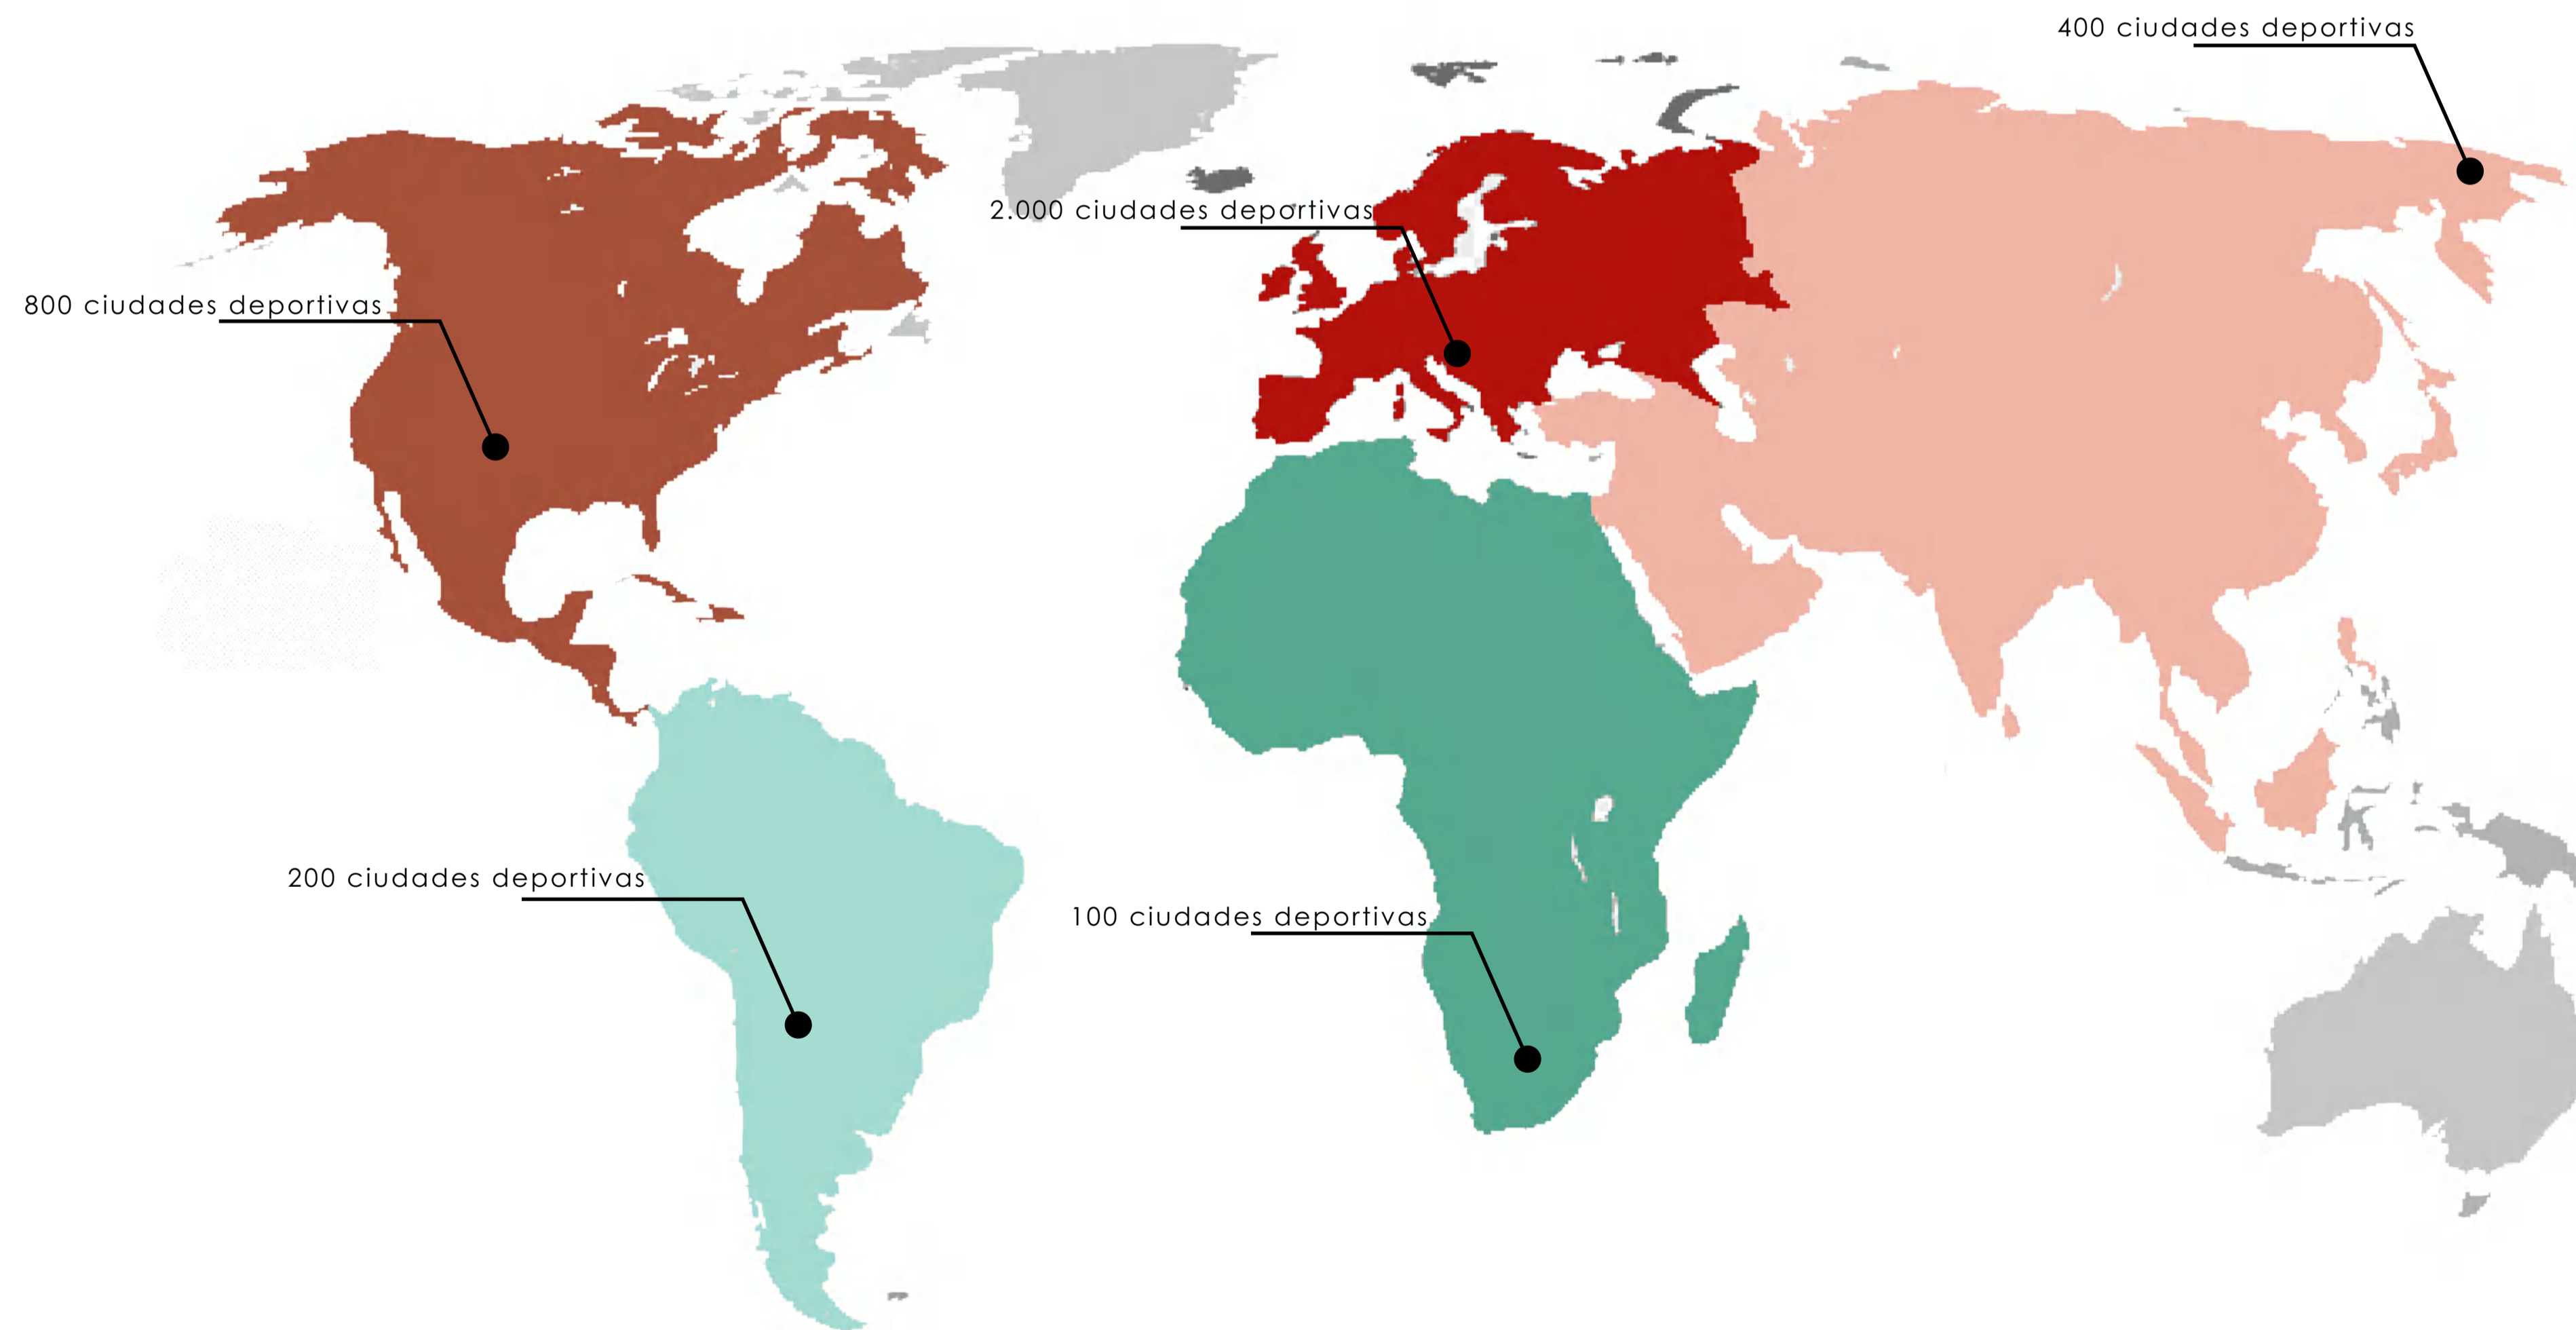 400 ciudades deportivas
2.000 ciudades deportivas
800 ciudades deportivas
200 ciudades deportivas
100 ciudades deportivas